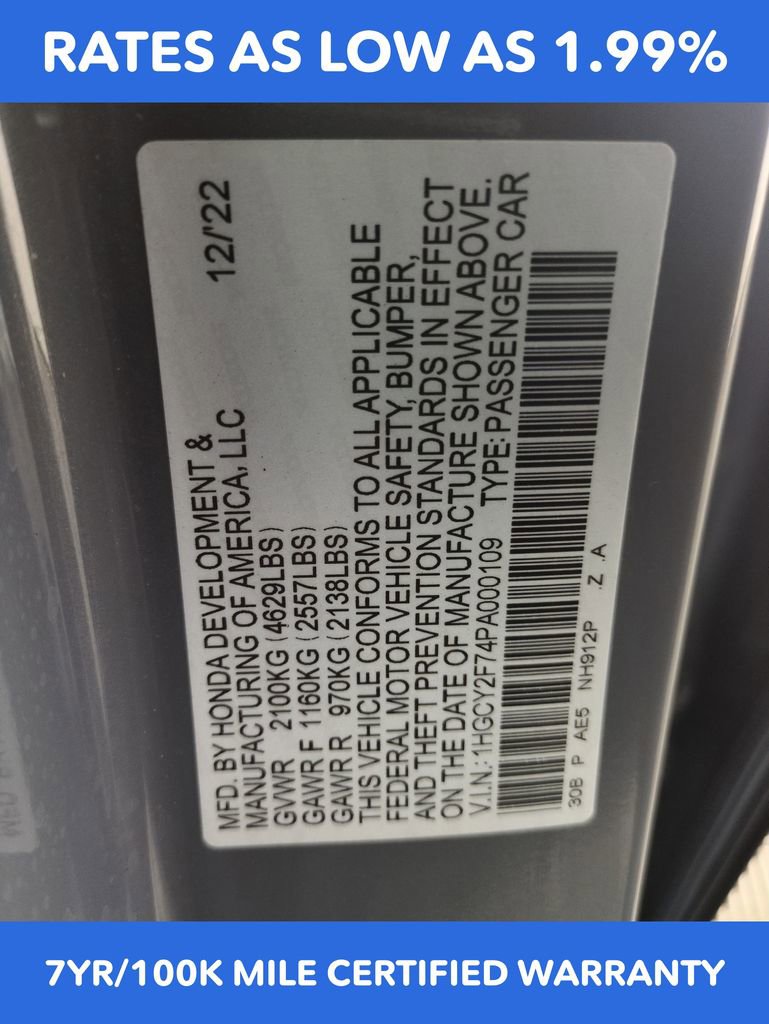 RATES AS LOW AS 1.99%
MFD. BY HONDA DEVELOPMENT &
MANUFACTURING OF AMERICA, LLC 12/'22
GVWR 2100KG (4629LBS)
GAWR F 1160KG (2557LBS)
GAWR R 970KG (2138LBS)
THIS VEHICLE CONFORMS TO ALL APPLICABLE
FEDERAL MOTOR VEHICLE SAFETY, BUMPER,
AND THEFT PREVENTION STANDARDS IN EFFECT
ON THE DATE OF MANUFACTURE SHOWN ABOVE.
V.I.N.: 1HGCY2F74PA000109 TYPE: PASSENGER CAR
30B P AE5 NH912P .Z .A
7YR/100K MILE CERTIFIED WARRANTY